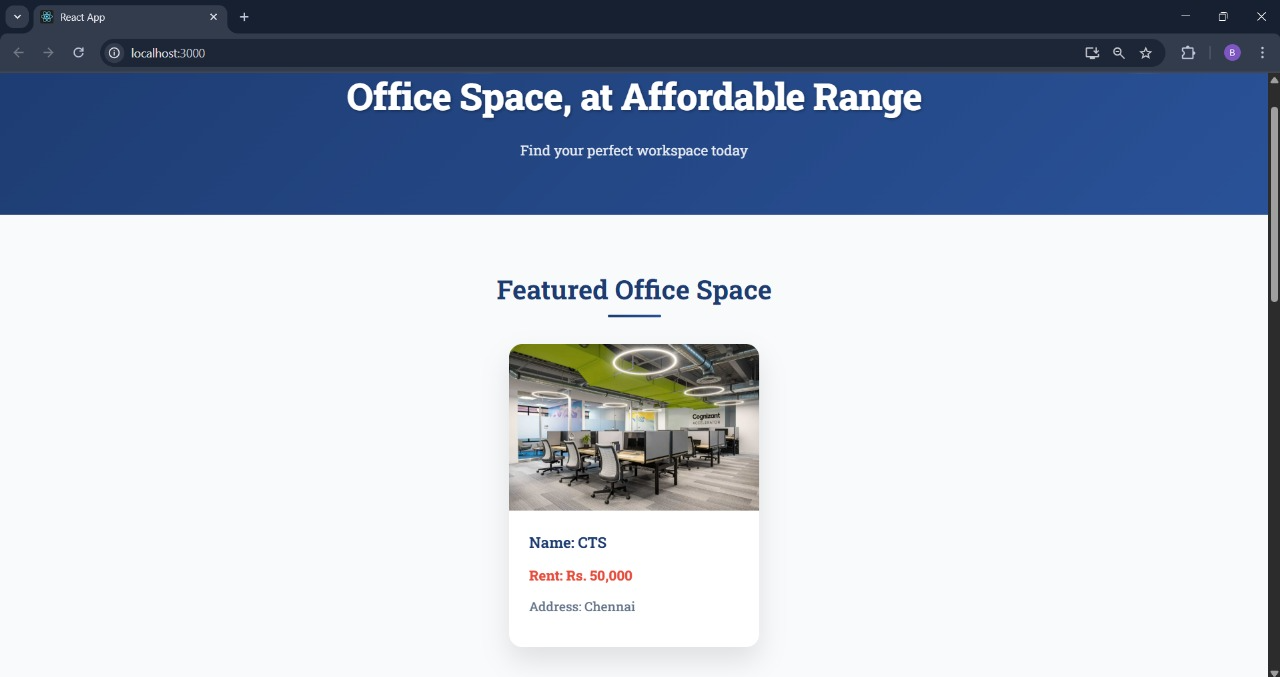 React App
localhost:3000
B
Office Space, at Affordable Range
Find your perfect workspace today
Featured Office Space
Cognizant
ACCELERATOR
Name: CTS
Rent: Rs. 50,000
Address: Chennai